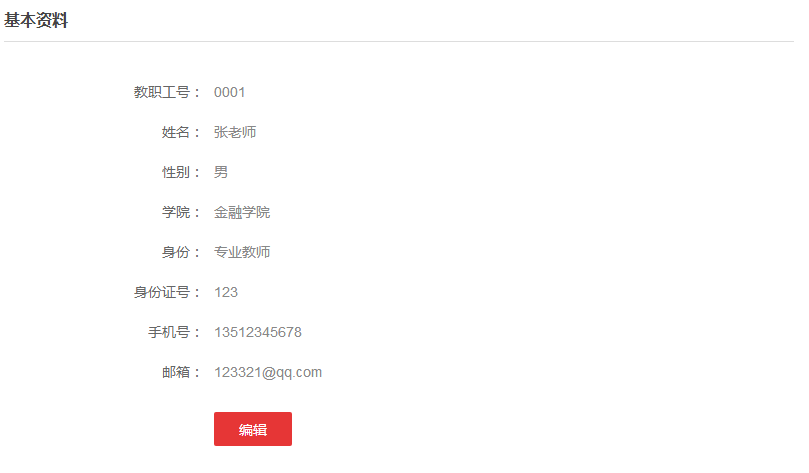 基本资料
教职工号： 0001
姓名： 张老师
性别： 男
学院： 金融学院
身份： 专业教师
身份证号： 123
手机号： 13512345678
邮箱： 123321@qq.com
编辑